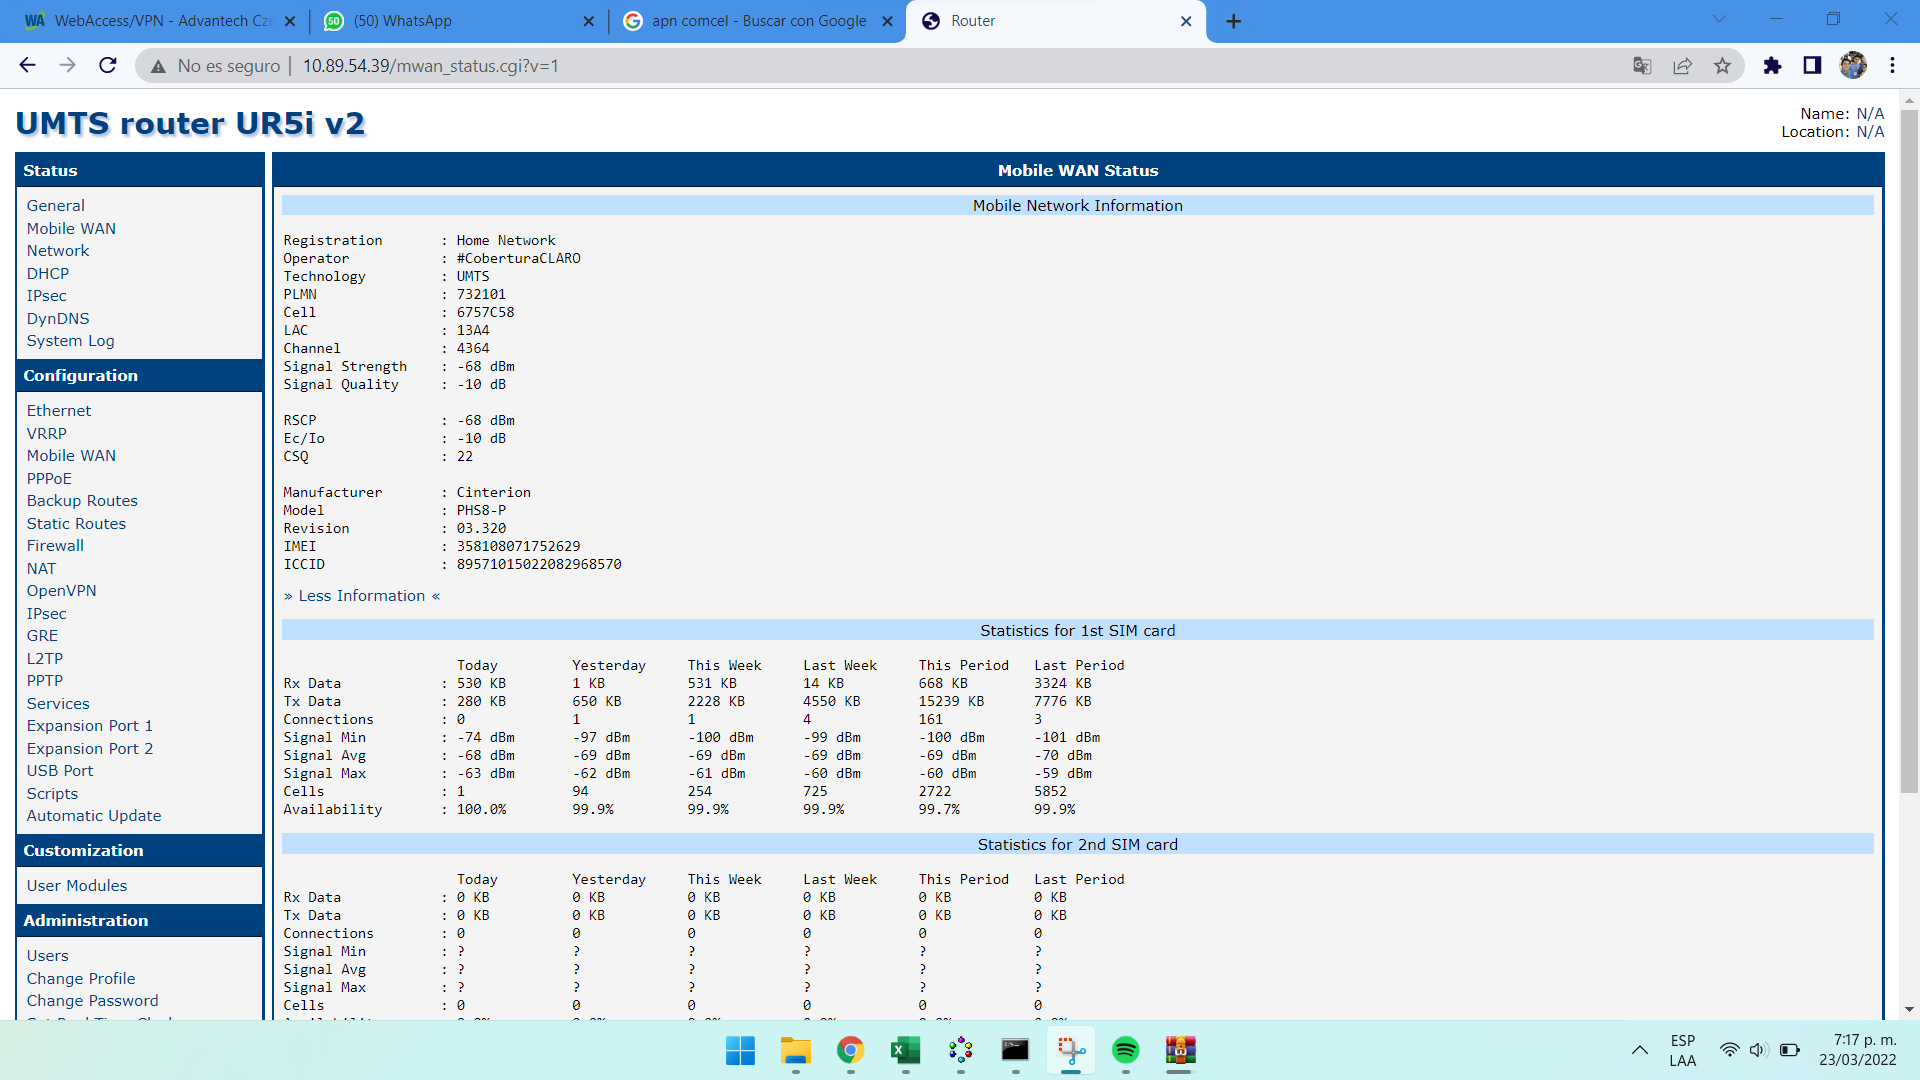 WebAccess/VPN - Advantech Cze
(50) WhatsApp
apn comcel - Buscar con Google
Router
No es seguro
10.89.54.39/mwan_status.cgi?v=1
UMTS router UR5i v2
Name: N/A
Location: N/A
Status
General
Mobile WAN
Network
DHCP
IPsec
DynDNS
System Log
Configuration
Ethernet
VRRP
Mobile WAN
PPPoE
Backup Routes
Static Routes
Firewall
NAT
OpenVPN
IPsec
GRE
L2TP
PPTP
Services
Expansion Port 1
Expansion Port 2
USB Port
Scripts
Automatic Update
Customization
User Modules
Administration
Users
Change Profile
Change Password
Mobile WAN Status
Mobile Network Information
Registration : Home Network
Operator : #CoberturaCLARO
Technology : UMTS
PLMN : 732101
Cell : 6757C58
LAC : 13A4
Channel : 4364
Signal Strength : -68 dBm
Signal Quality : -10 dB
RSCP : -68 dBm
Ec/Io : -10 dB
CSQ : 22
Manufacturer : Cinterion
Model : PHS8-P
Revision : 03.320
IMEI : 358108071752629
ICCID : 89571015022082968570
» Less Information «
Statistics for 1st SIM card
Today Yesterday This Week Last Week This Period Last Period
Rx Data : 530 KB 1 KB 531 KB 14 KB 668 KB 3324 KB
Tx Data : 280 KB 650 KB 2228 KB 4550 KB 15239 KB 7776 KB
Connections : 0 1 1 4 161 3
Signal Min : -74 dBm -97 dBm -100 dBm -99 dBm -100 dBm -101 dBm
Signal Avg : -68 dBm -69 dBm -69 dBm -69 dBm -69 dBm -70 dBm
Signal Max : -63 dBm -62 dBm -61 dBm -60 dBm -60 dBm -59 dBm
Cells : 1 94 254 725 2722 5852
Availability : 100.0% 99.9% 99.9% 99.9% 99.7% 99.9%
Statistics for 2nd SIM card
Today Yesterday This Week Last Week This Period Last Period
Rx Data : 0 KB 0 KB 0 KB 0 KB 0 KB 0 KB
Tx Data : 0 KB 0 KB 0 KB 0 KB 0 KB 0 KB
Connections : 0 0 0 0 0 0
Signal Min : ? ? ? ? ? ?
Signal Avg : ? ? ? ? ? ?
Signal Max : ? ? ? ? ? ?
Cells : 0 0 0 0 0 0
ESP
LAA
7:17 p. m.
23/03/2022